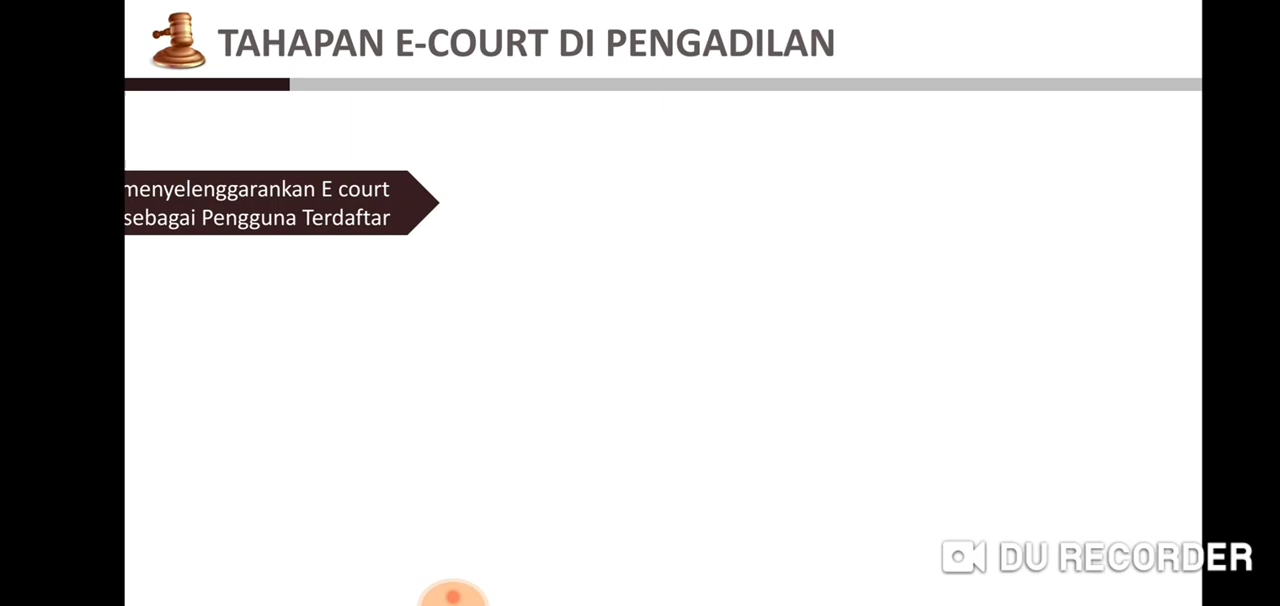 TAHAPAN E-COURT DI PENGADILAN
menyelenggarankan E court
sebagai Pengguna Terdaftar
DU RECORDER